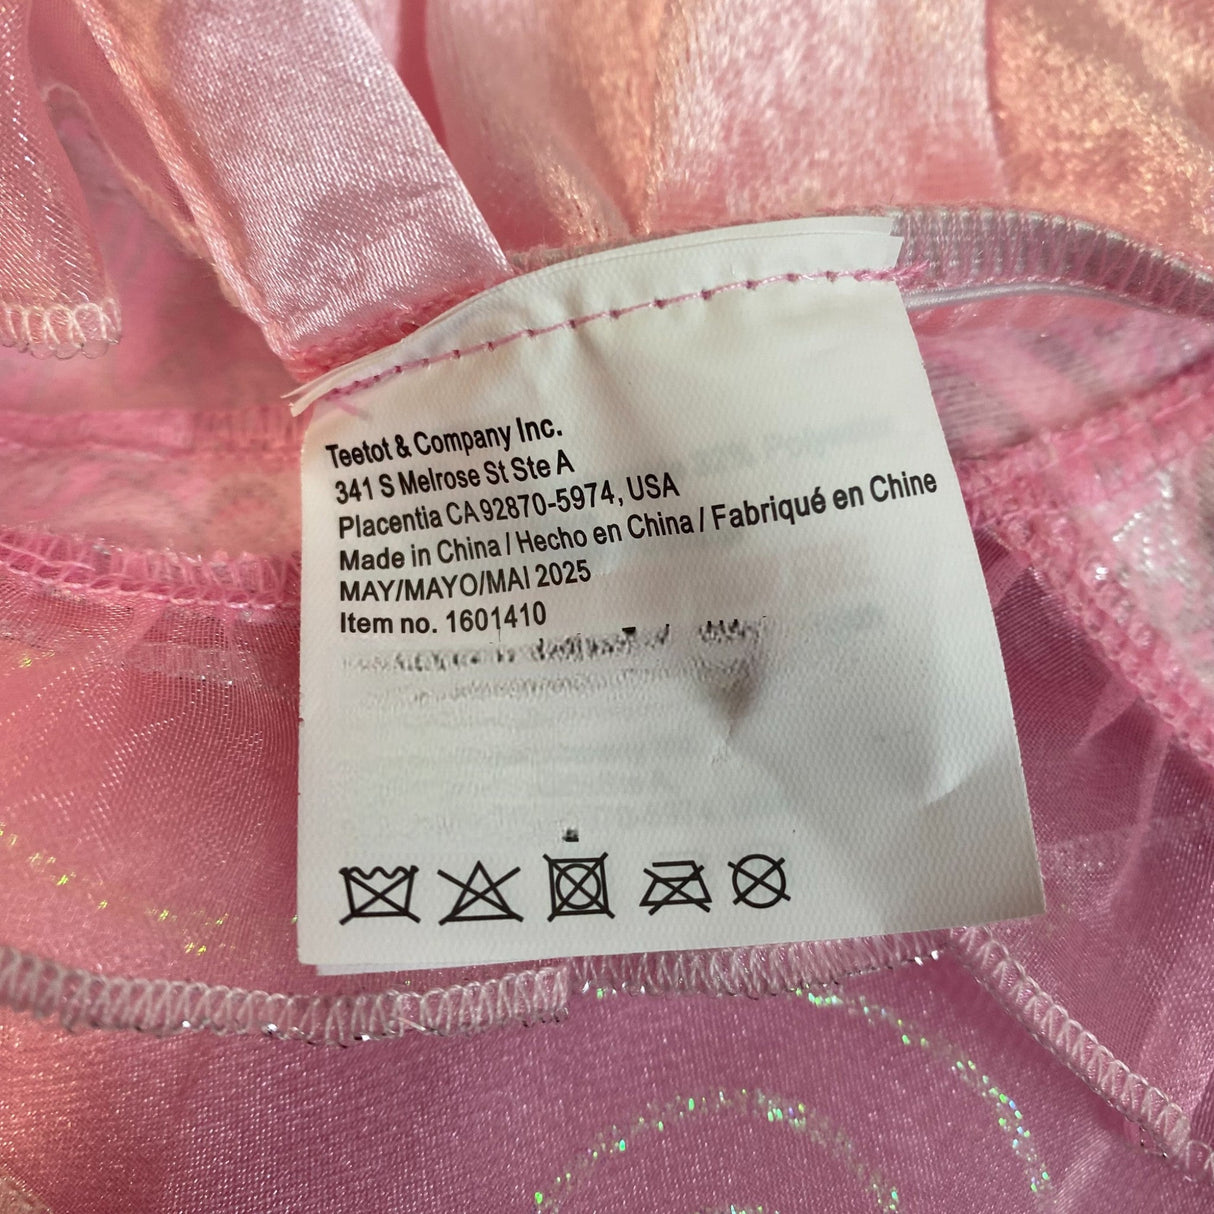 Teetot & Company Inc.
341 S Melrose St Ste A
Placentia CA 92870-5974, USA
Made in China / Hecho en China / Fabriqué en Chine
MAY/MAYO/MAI 2025
Item no. 1601410